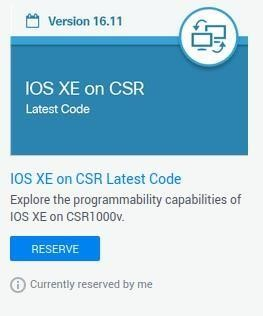 Version 16.11
IOS XE on CSR
Latest Code
IOS XE on CSR Latest Code
Explore the programmability capabilities of
IOS XE on CSR1000v.
RESERVE
Currently reserved by me